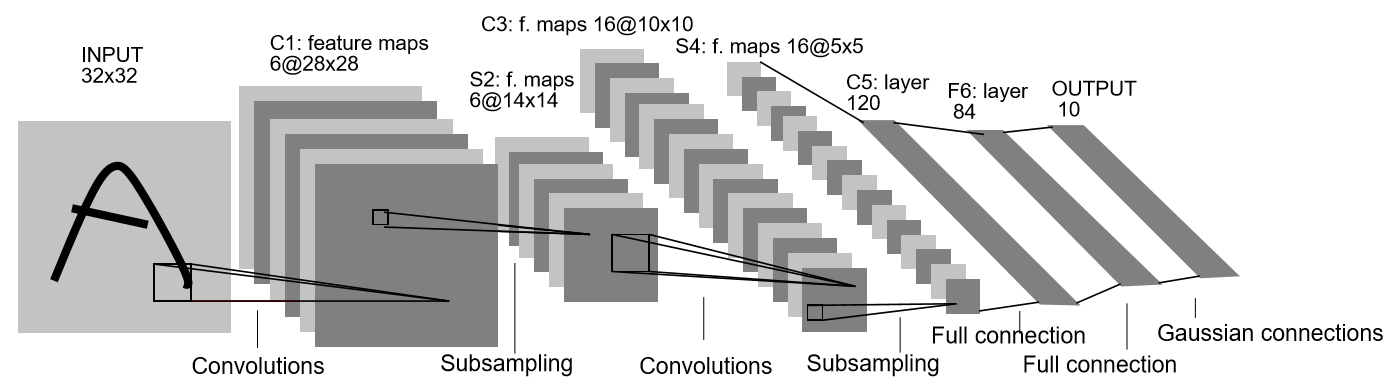 INPUT
32x32
C1: feature maps
6@28x28
S2: f. maps
6@14x14
C3: f. maps 16@10x10
S4: f. maps 16@5x5
C5: layer
120
F6: layer
84
OUTPUT
10
Convolutions
Subsampling
Convolutions
Subsampling
Full connection
Full connection
Gaussian connections